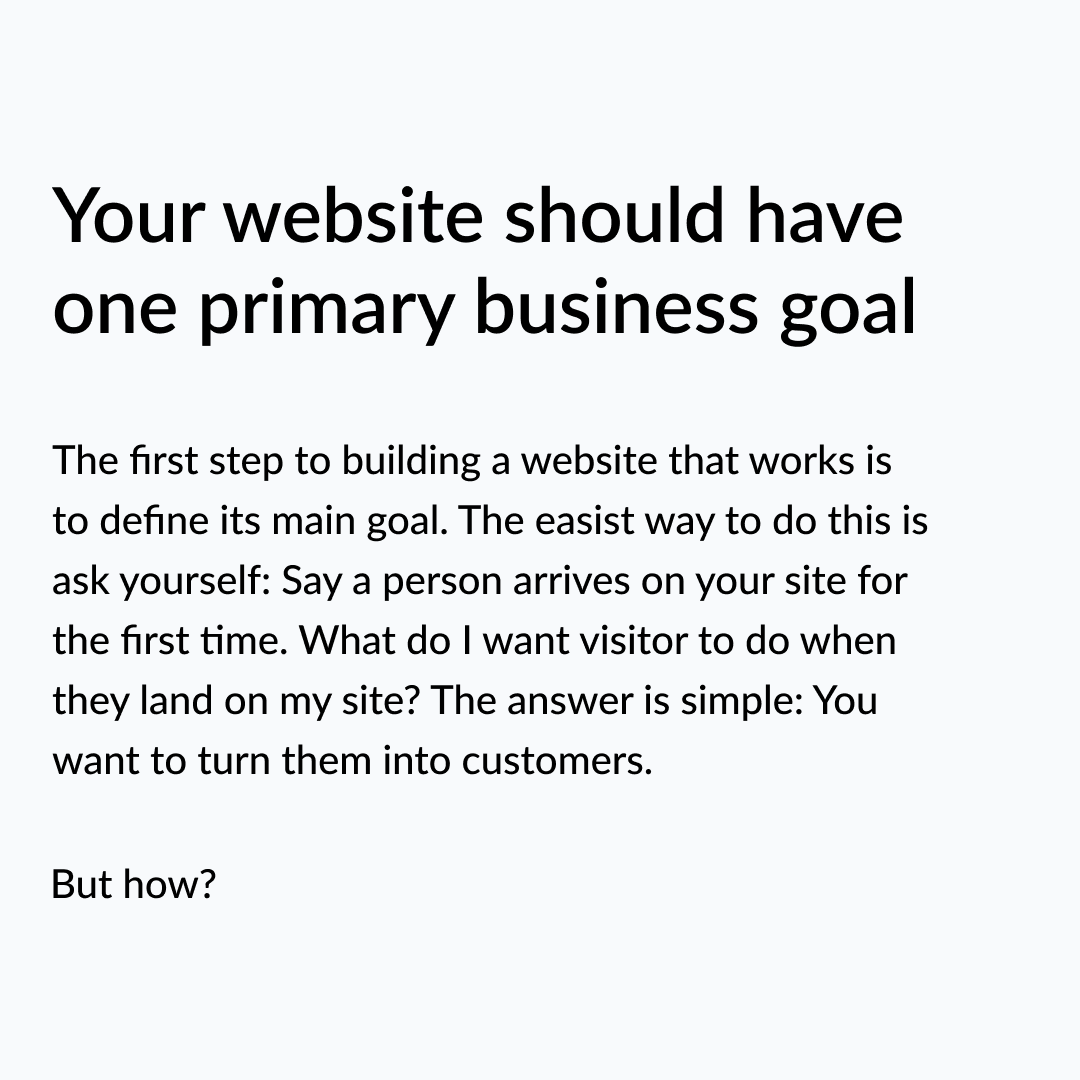 Your website should have
one primary business goal
The first step to building a website that works is
to define its main goal. The easist way to do this is
ask yourself: Say a person arrives on your site for
the first time. What do I want visitor to do when
they land on my site? The answer is simple: You
want to turn them into customers.
But how?